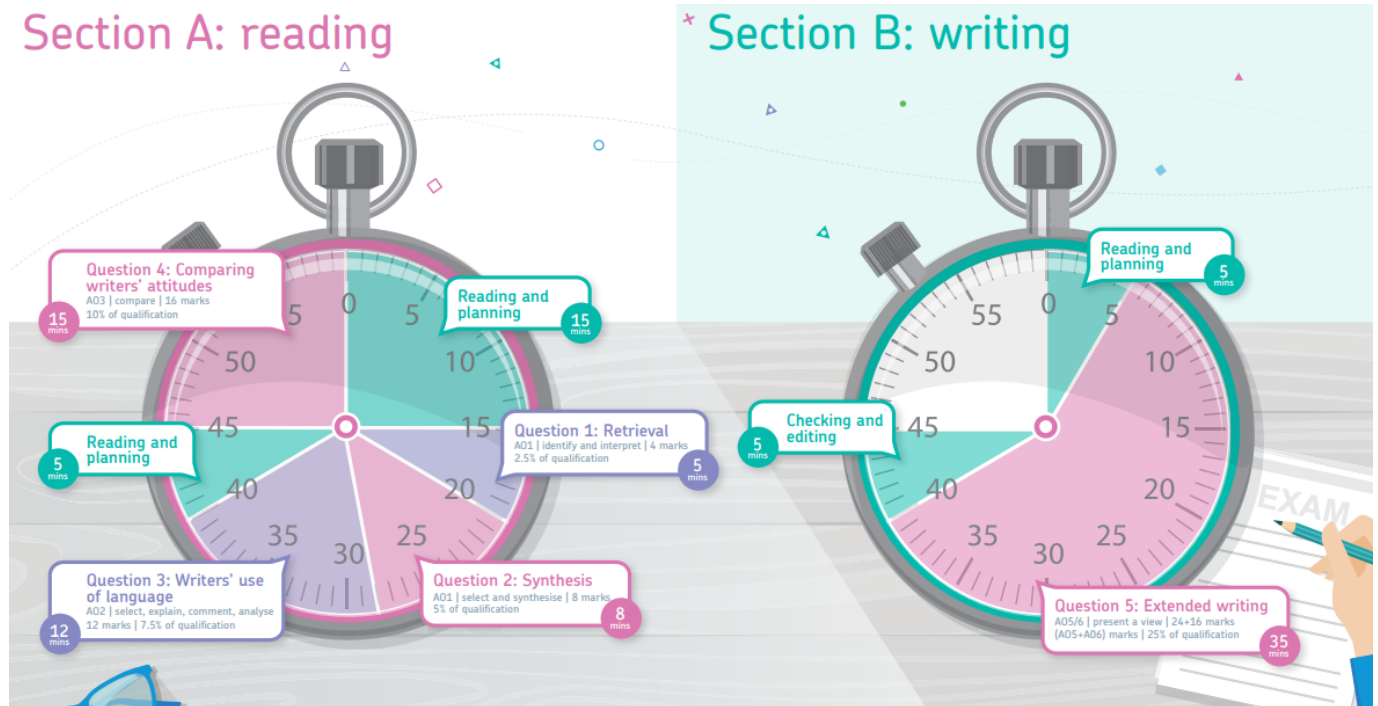 Section A: reading
Question 4: Comparing
writers' attitudes
AO3 | compare | 16 marks
10% of qualification
15
mins
Reading and
planning
15
mins
Question 1: Retrieval
AO1 | identify and interpret | 4 marks
2.5% of qualification
5
mins
Question 2: Synthesis
AO1 | select and synthesise | 8 marks
5% of qualification
8
mins
Question 3: Writers' use
of language
AO2 | select, explain, comment, analyse
12 marks | 7.5% of qualification
12
mins
Reading and
planning
5
mins
0
5
10
15
20
25
30
35
40
45
50
5
Section B: writing
Reading and
planning
5
mins
Question 5: Extended writing
AO5/6 | present a view | 24+16 marks
(AO5+AO6) marks | 25% of qualification
35
mins
Checking and
editing
5
mins
0
5
10
15
20
25
30
35
40
45
50
55
EXAM